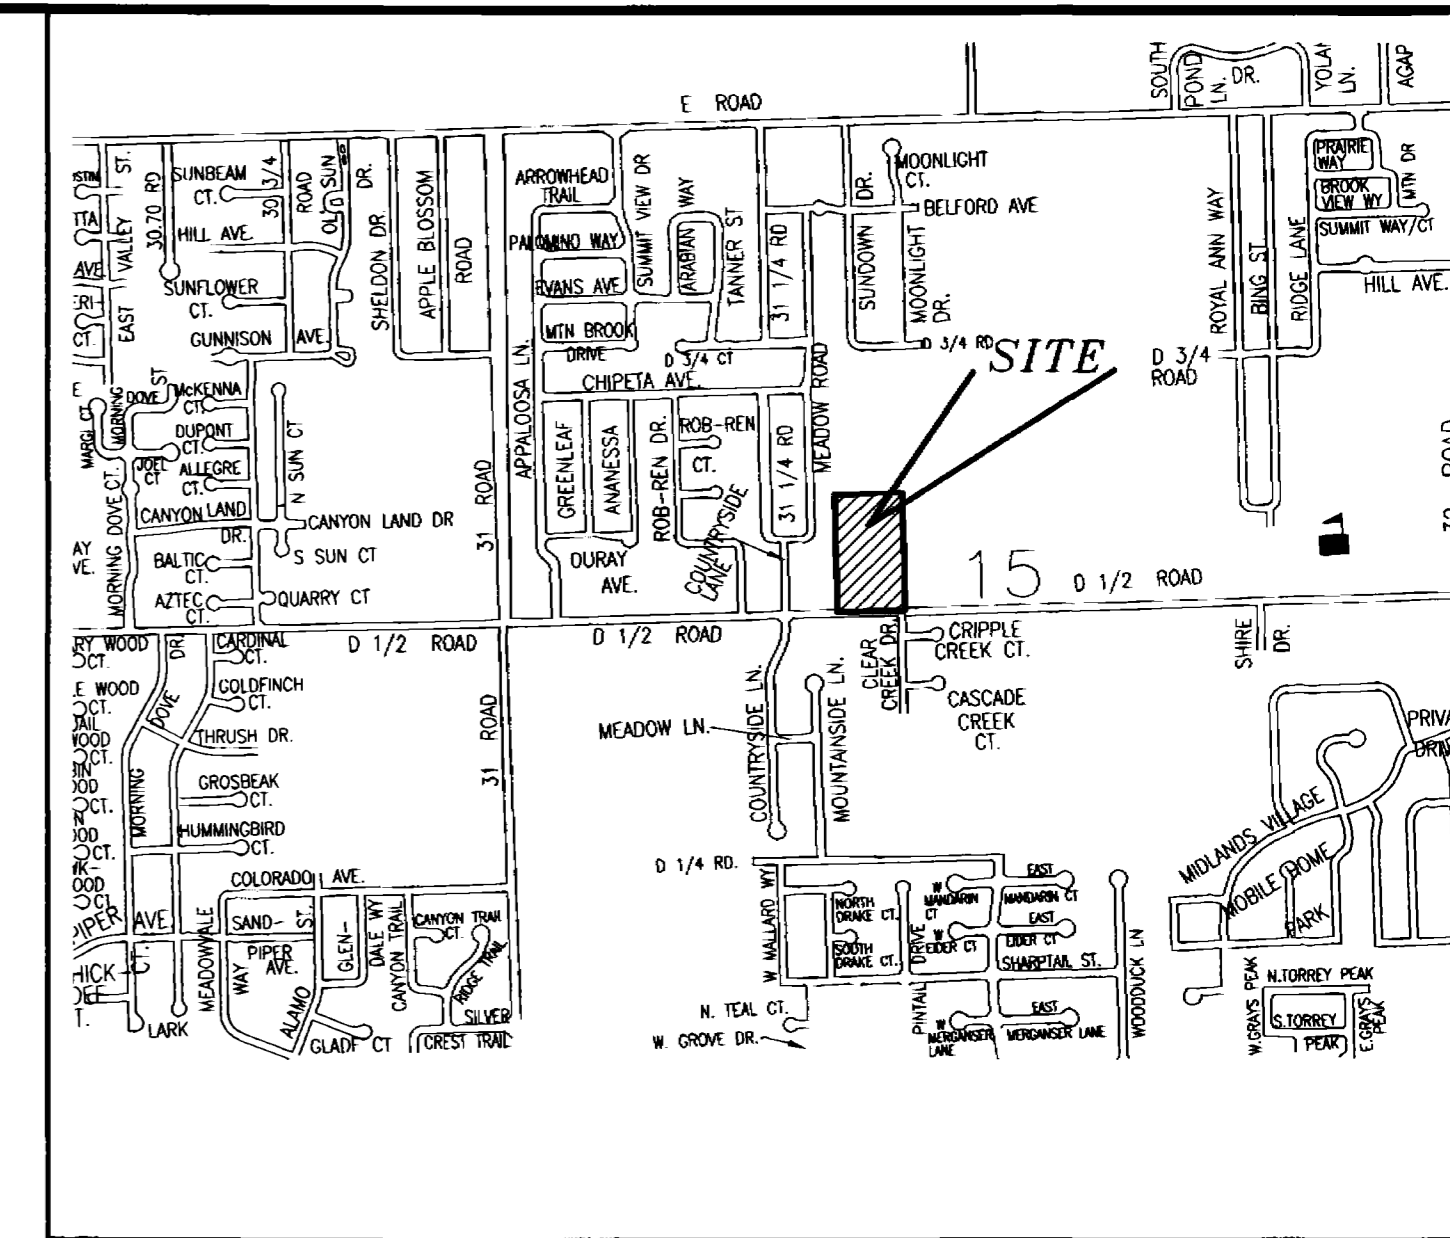 E ROAD
SOUTH
POND
LN.
DR.
LN.
AGAP
ST.
30.70 RD
SUNBEAM
CT.
30 3/4
ROAD
SUN
DR.
HILL AVE.
EAST VALLEY
SUNFLOWER
CT.
GUNNISON AVE.
SHELDON DR.
APPLE BLOSSOM
ROAD
ARROWHEAD
TRAIL
PALOMINO WAY
EVANS AVE
MTN BROOK
DRIVE
SUMMIT VIEW DR
ARABIAN
WAY
TANNER ST
31 1/4 RD
D 3/4 CT
CHIPETA AVE.
SUNDOWN
DR.
MOONLIGHT
CT.
BELFORD AVE
MOONLIGHT
DR.
D 3/4 RD
SITE
MEADOW ROAD
ROYAL ANN WAY
BING ST
RIDGE LANE
PRAIRIE
WAY
BROOK
VIEW WY
MTN DR
SUMMIT WAY/CT
HILL AVE.
D 3/4
ROAD
AVE
CT.
MORNING
DOVE
ST
McKENNA
CT.
MARGI CT
DUPONT
CT.
JOEL
CT
ALLEGRE
CT.
CANYON LAND
DR.
N SUN CT
CANYON LAND DR
S SUN CT
MORNING DOVE CT.
BALTIC
CT.
AZTEC
CT.
QUARRY CT
31 ROAD
APPALOOSA LN.
GREENLEAF
ANANESSA
ROB-REN DR.
ROB-REN
CT.
31 1/4 RD
OURAY
AVE.
COUNTRYSIDE
LANE
15
D 1/2 ROAD
D 1/2 ROAD
D 1/2 ROAD
CARDINAL
CT.
DR.
GOLDFINCH
CT.
DOVE
THRUSH DR.
GROSBEAK
CT.
MORNING
HUMMINGBIRD
CT.
31 ROAD
MEADOW LN.
COUNTRYSIDE LN.
MOUNTAINSIDE LN.
CLEAR
CREEK DR.
CRIPPLE
CREEK CT.
CASCADE
CREEK
CT.
SHIRE
DR.
MIDLANDS VILLAGE
MOBILE DOME
PARK
D 1/4 RD.
COLORADO AVE.
PIPER AVE.
CT.
LARK
MEADOWVALE
WAY
SAND-
PIPER
AVE.
ST.
ALAMO
GLEN-
DALE WY
CANYON TRAIL
CANYON TRAIL
CT.
RIDGE TRAIL
SILVER
CREST TRAIL
GLADE CT
W MALLARD WY
NORTH
DRAKE CT.
SOUTH
DRAKE CT.
PINTAIL DRIVE
W
MANDARIN
CT
EAST
MANDARIN CT
W
EIDER CT
EAST
EIDER CT
SHARPTAIL ST.
N. TEAL CT.
W. GROVE DR.
W
MERGANSER
LANE
EAST
MERGANSER LANE
WOODDUCK LN
W.GRAYS PEAK
N.TORREY PEAK
S.TORREY
PEAK
E.GRAYS
PEAK